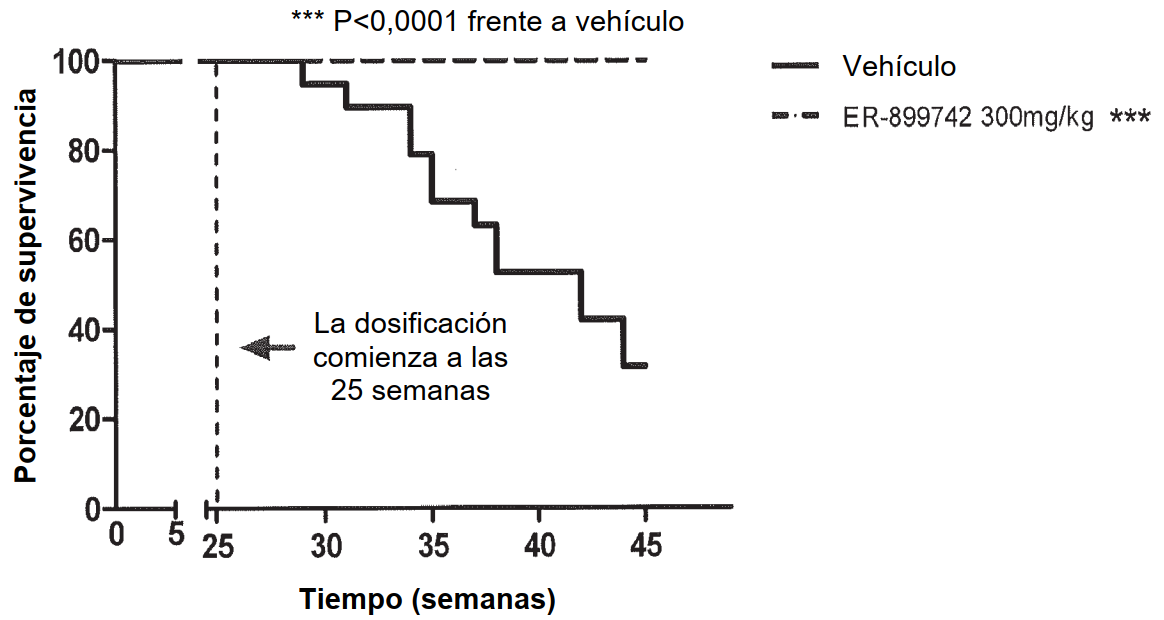 *** P<0,0001 frente a vehículo
Vehículo
ER-899742 300mg/kg ***
Porcentaje de supervivencia
100
80
60
40
20
0
La dosificación
comienza a las
25 semanas
0 5 25 30 35 40 45
Tiempo (semanas)